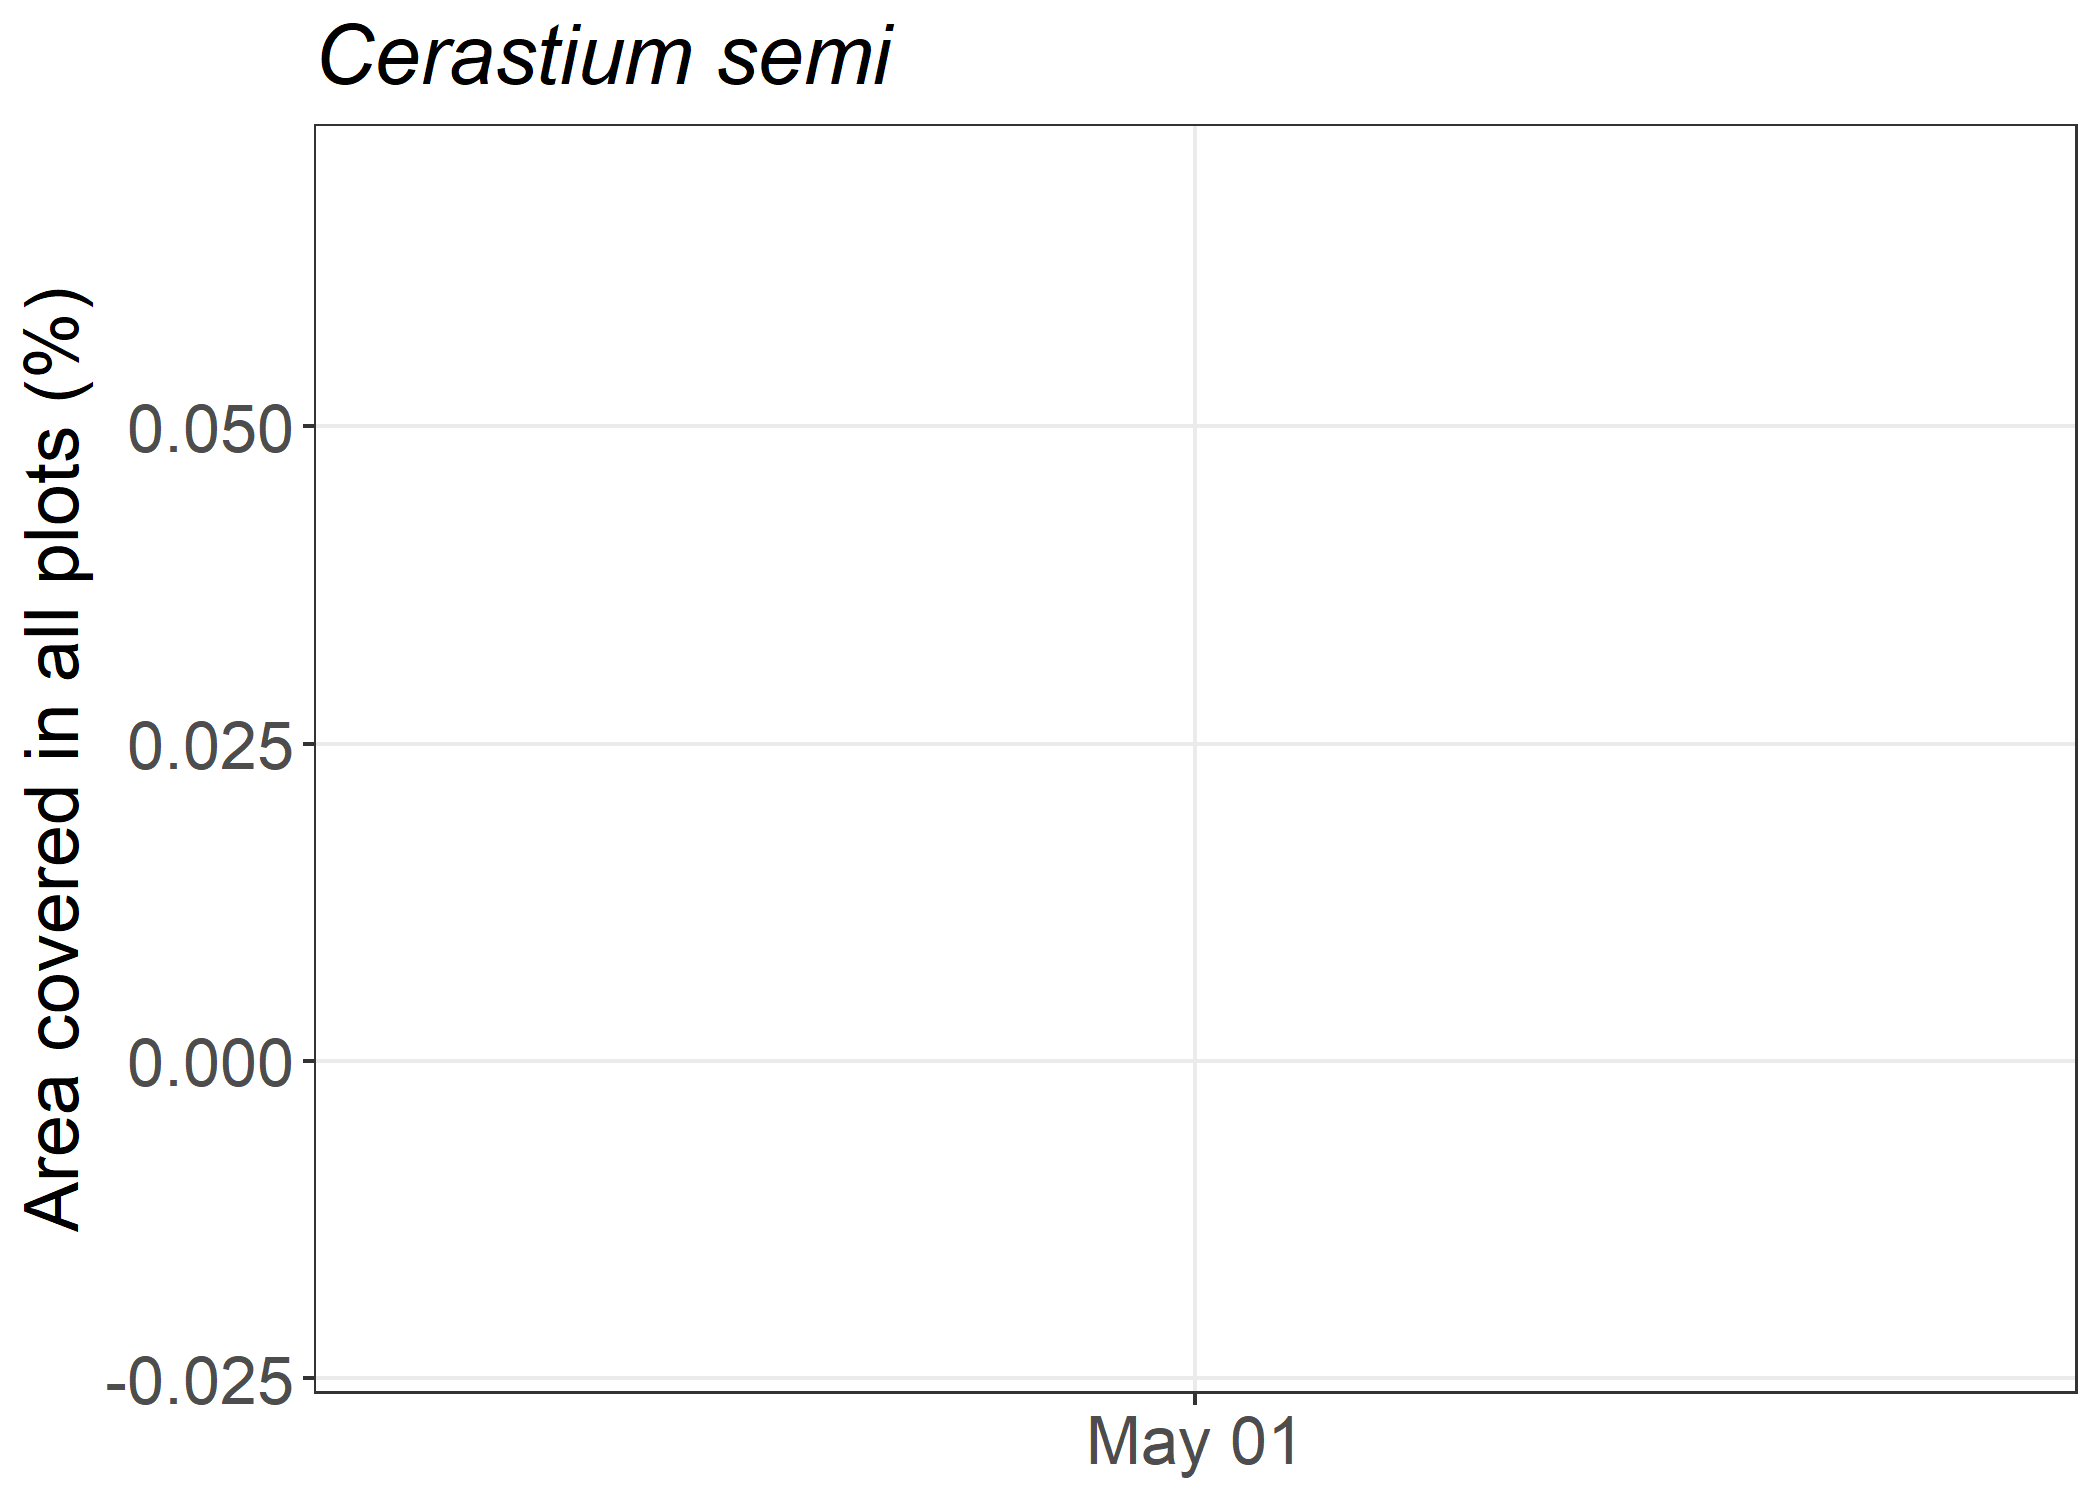 Cerastium semi
Area covered in all plots (%)
0.050
0.025
0.000
-0.025
May 01